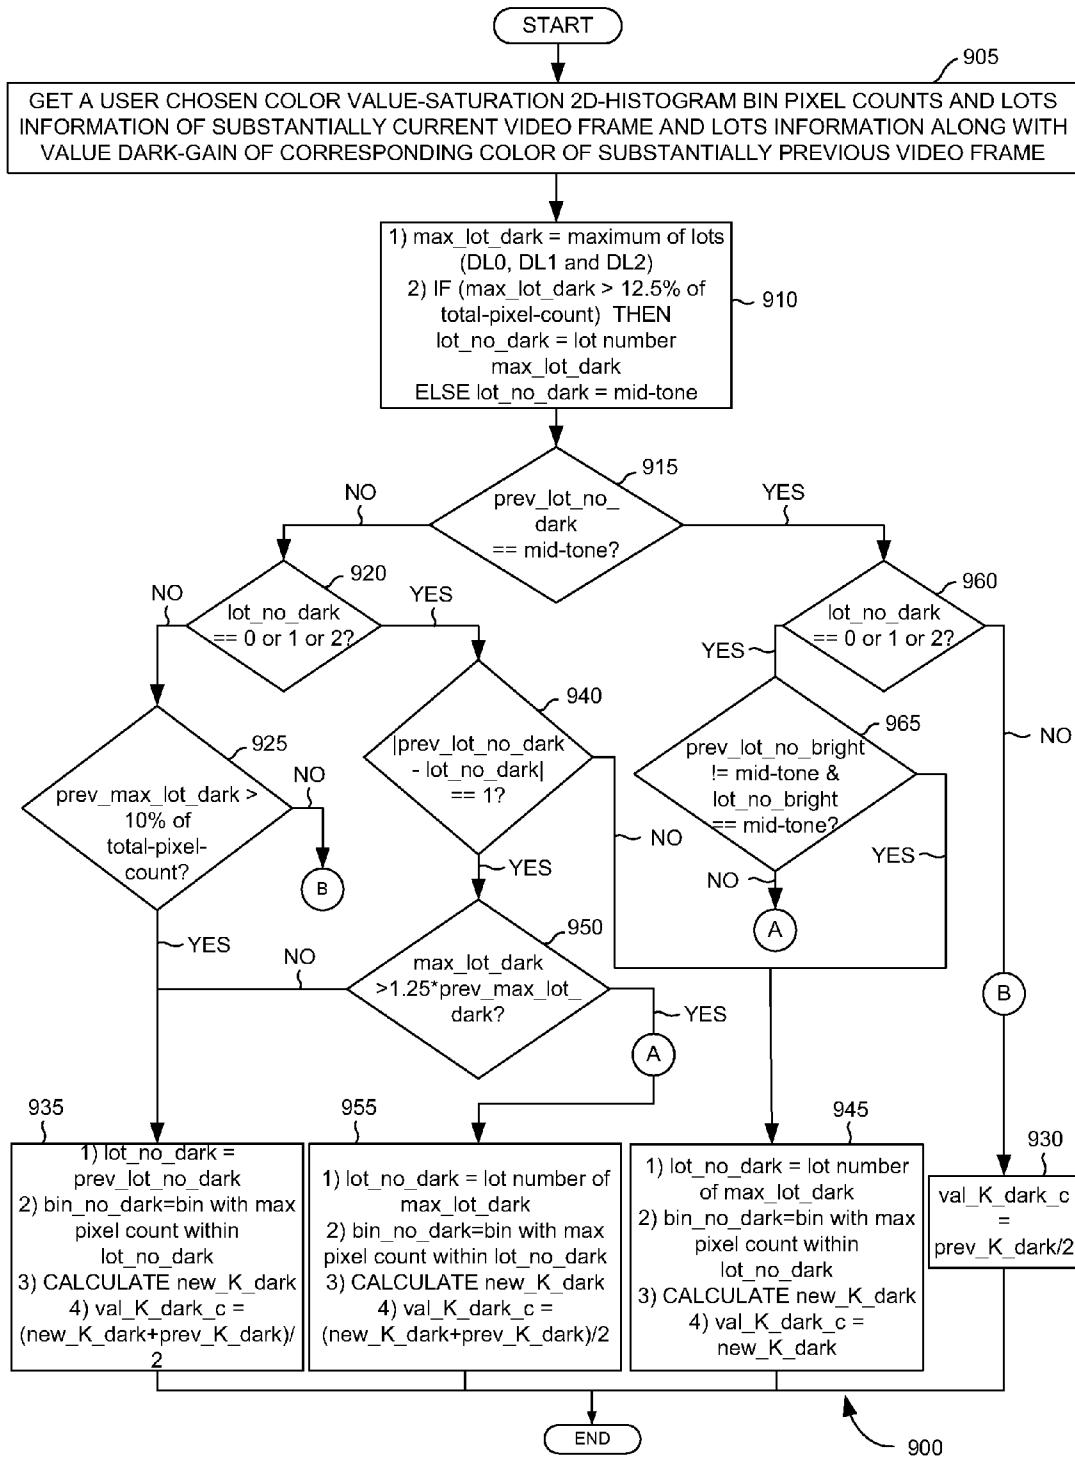 START
905
GET A USER CHOSEN COLOR VALUE-SATURATION 2D-HISTOGRAM BIN PIXEL COUNTS AND LOTS
INFORMATION OF SUBSTANTIALLY CURRENT VIDEO FRAME AND LOTS INFORMATION ALONG WITH
VALUE DARK-GAIN OF CORRESPONDING COLOR OF SUBSTANTIALLY PREVIOUS VIDEO FRAME
1) max_lot_dark = maximum of lots
(DL0, DL1 and DL2)
2) IF (max_lot_dark > 12.5% of
total-pixel-count) THEN
lot_no_dark = lot number
max_lot_dark
ELSE lot_no_dark = mid-tone
910
915
prev_lot_no_
dark
== mid-tone?
NO
YES
920
lot_no_dark
== 0 or 1 or 2?
NO
YES
960
lot_no_dark
== 0 or 1 or 2?
YES
NO
925
prev_max_lot_dark >
10% of
total-pixel-
count?
NO
B
YES
940
|prev_lot_no_dark
- lot_no_dark|
== 1?
NO
YES
965
prev_lot_no_bright
!= mid-tone &
lot_no_bright
== mid-tone?
YES
NO
A
950
max_lot_dark
>1.25*prev_max_lot_
dark?
NO
YES
A
B
935
1) lot_no_dark =
prev_lot_no_dark
2) bin_no_dark=bin with max
pixel count within
lot_no_dark
3) CALCULATE new_K_dark
4) val_K_dark_c =
(new_K_dark+prev_K_dark)/
2
955
1) lot_no_dark = lot number of
max_lot_dark
2) bin_no_dark=bin with max
pixel count within lot_no_dark
3) CALCULATE new_K_dark
4) val_K_dark_c =
(new_K_dark+prev_K_dark)/2
945
1) lot_no_dark = lot number
of max_lot_dark
2) bin_no_dark=bin with max
pixel count within
lot_no_dark
3) CALCULATE new_K_dark
4) val_K_dark_c =
new_K_dark
930
val_K_dark_c
=
prev_K_dark/2
END
900